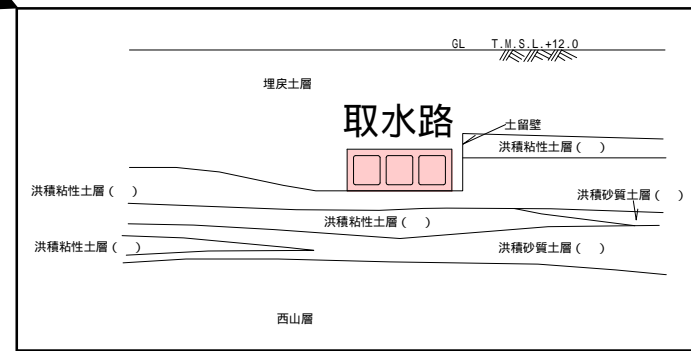 GL T.M.S.L.+12.0
埋戻土層
取水路
土留壁
洪積粘性土層（ ）
洪積粘性土層（ ）
洪積砂質土層（ ）
洪積粘性土層（ ）
洪積粘性土層（ ）
洪積砂質土層（ ）
西山層